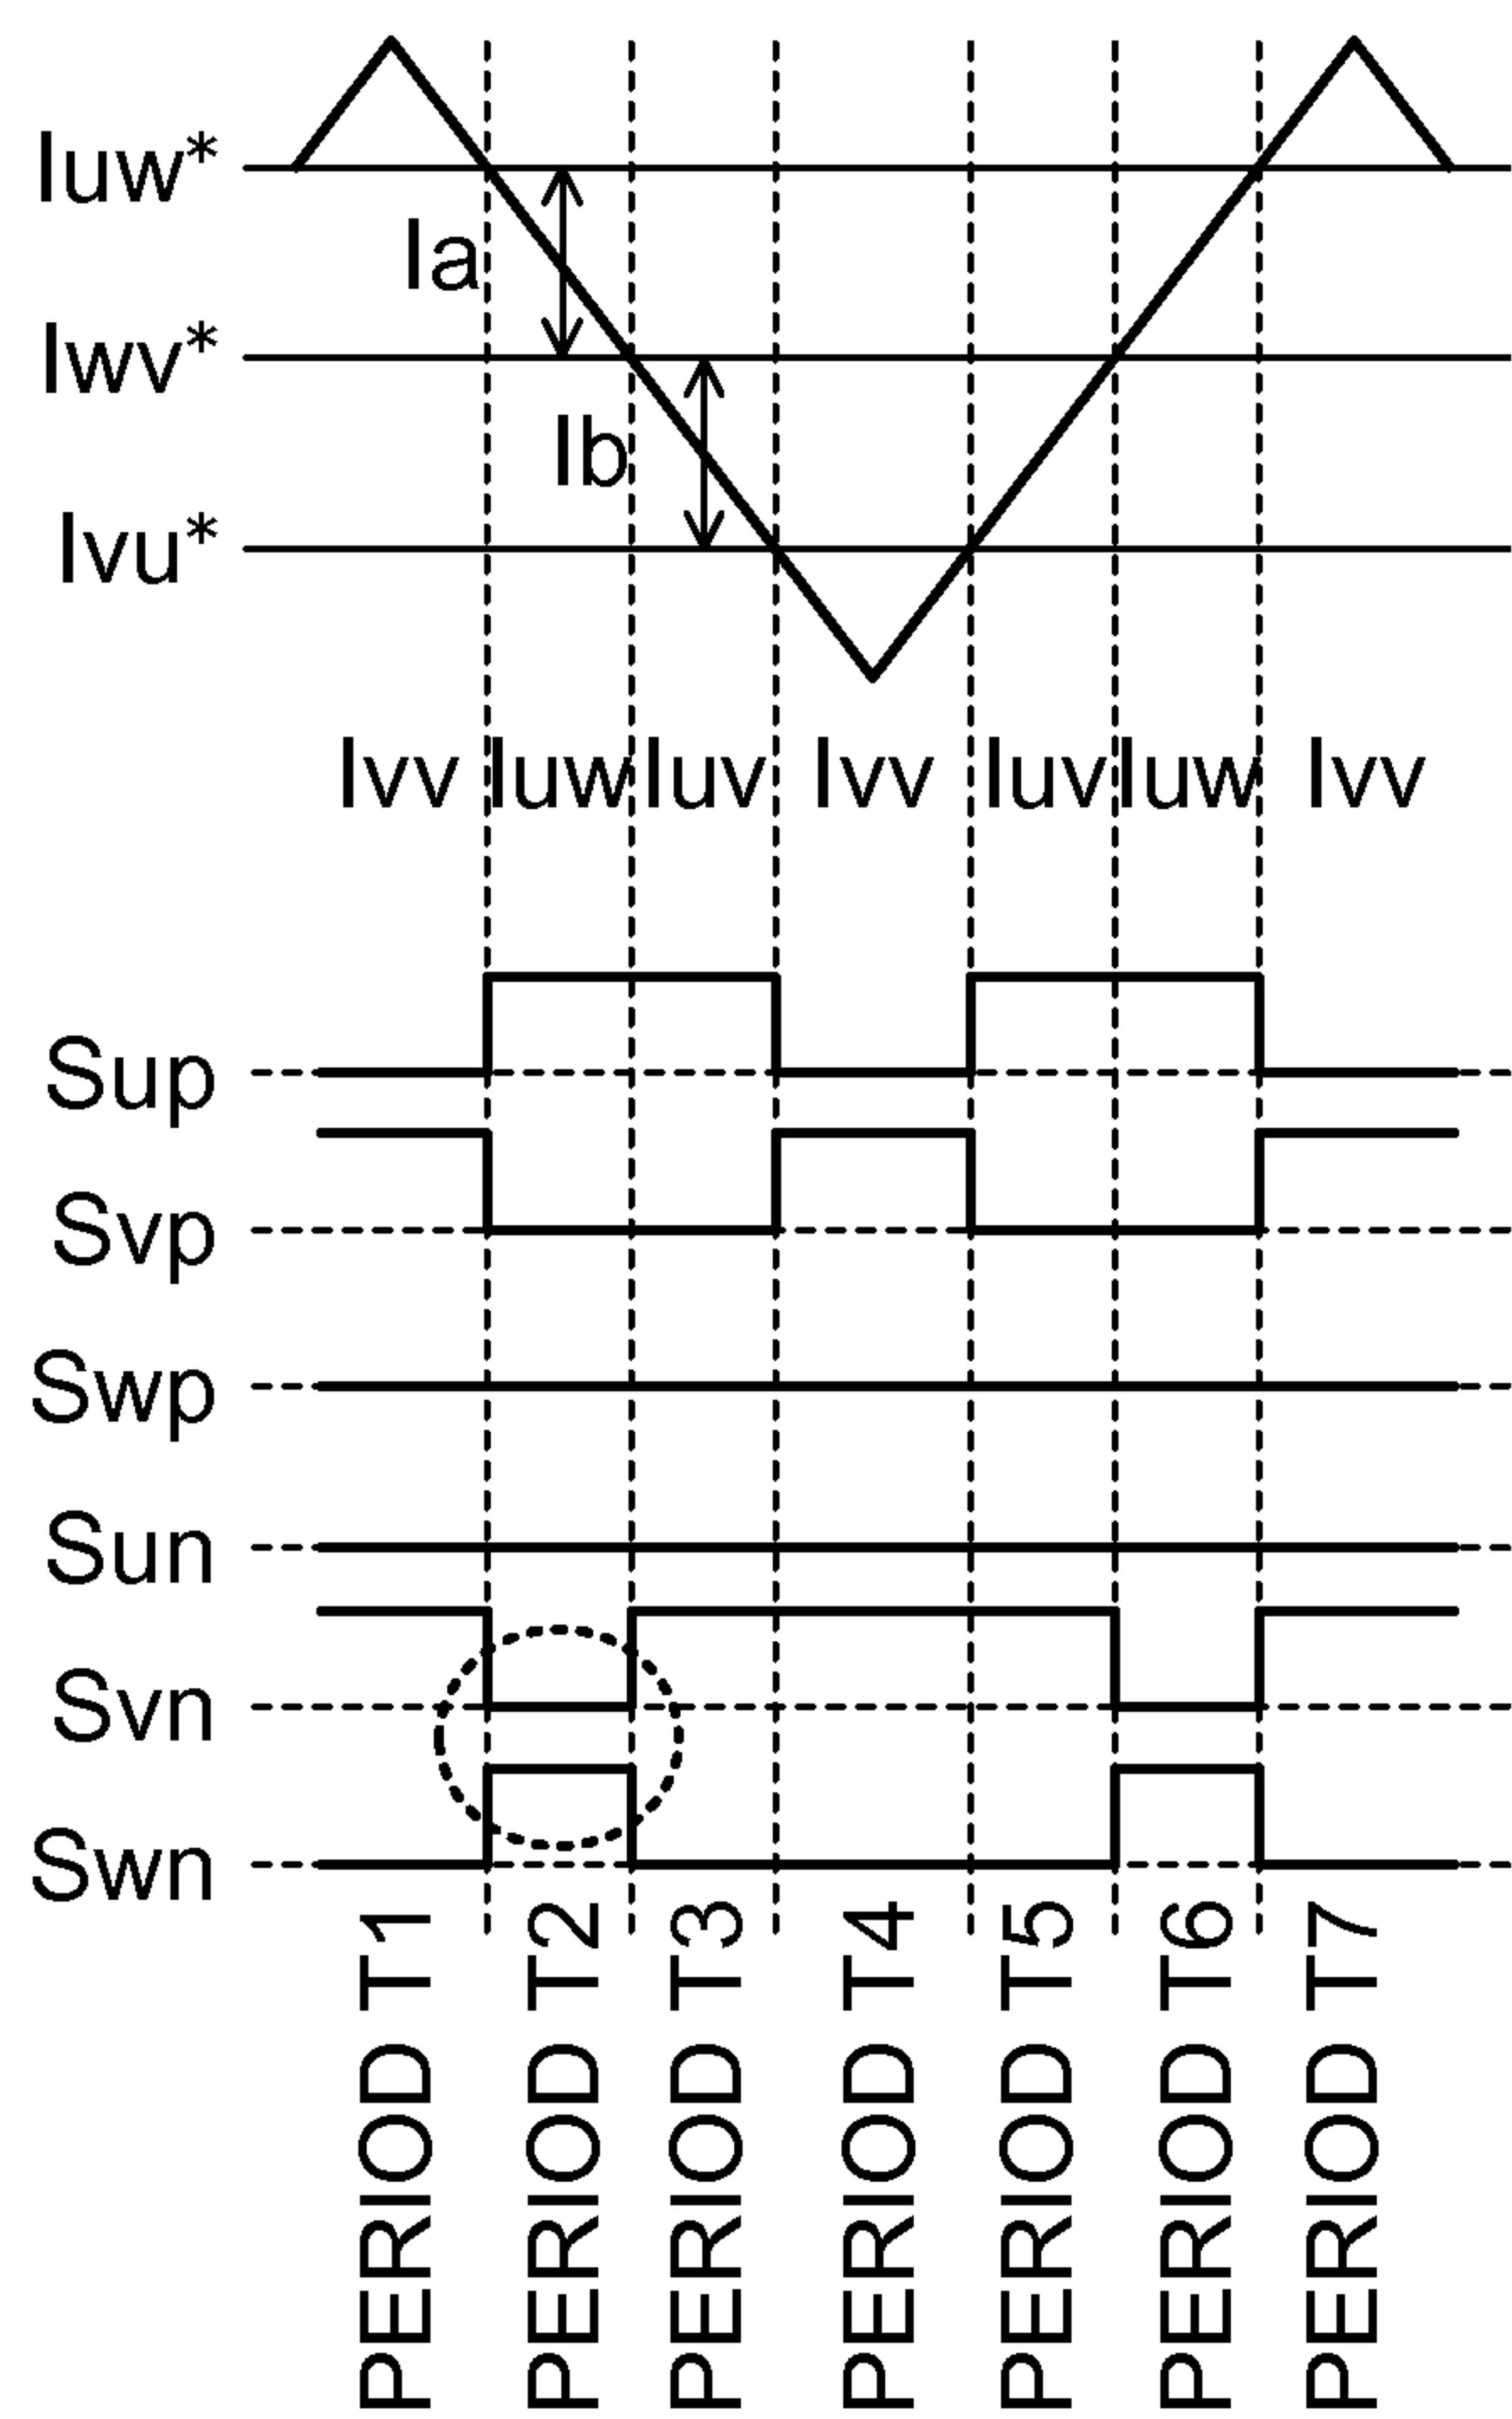 Iuw*
Ia
Iwv*
Ib
Ivu*
Ivv Iuw Iuv Ivv Iuv Iuw Ivv
Sup
Svp
Swp
Sun
Svn
Swn
PERIOD T1
PERIOD T2
PERIOD T3
PERIOD T4
PERIOD T5
PERIOD T6
PERIOD T7